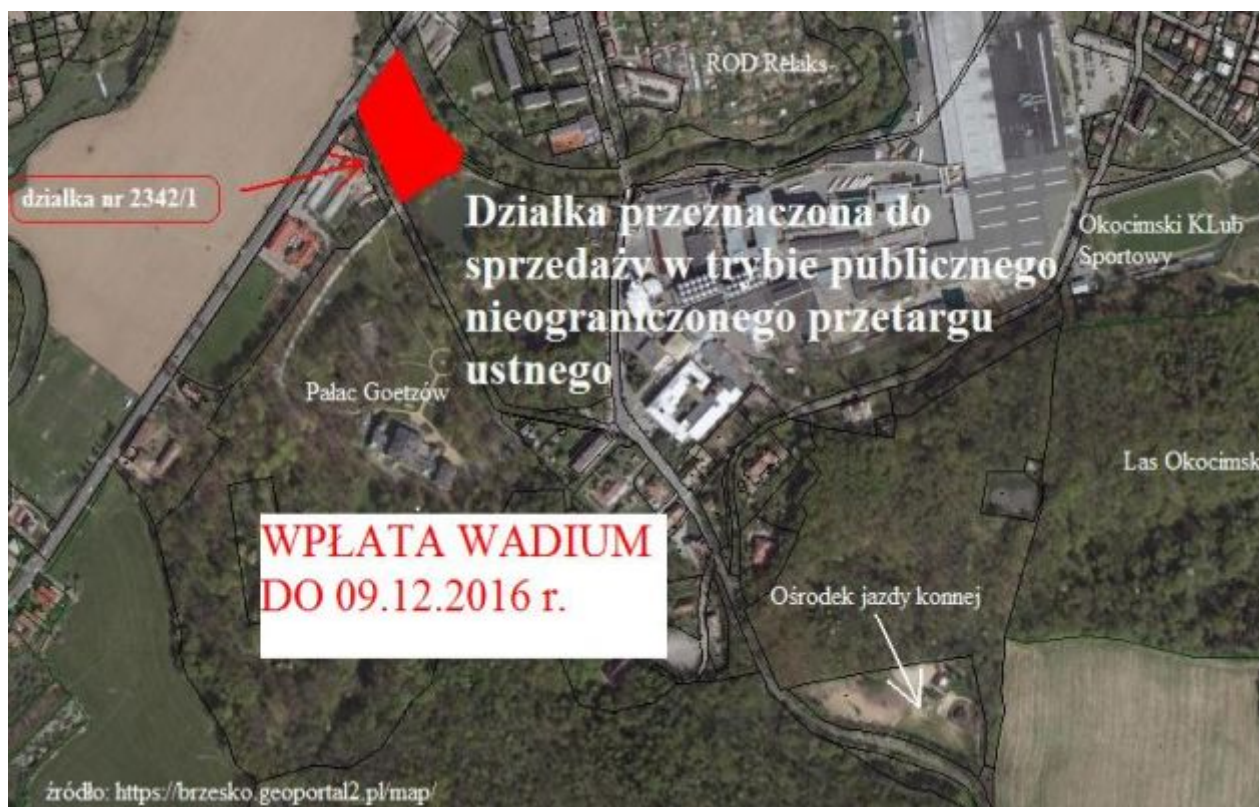 ROD Relaks
działka nr 2342/1
Działka przeznaczona do
sprzedaży w trybie publicznego
nieograniczonego przetargu
ustnego
Okocimski KLub
Sportowy
Pałac Goetzów
Las Okocimsk
WPŁATA WADIUM
DO 09.12.2016 r.
Ośrodek jazdy konnej
źródło: https://brzesko.geoportal2.pl/map/